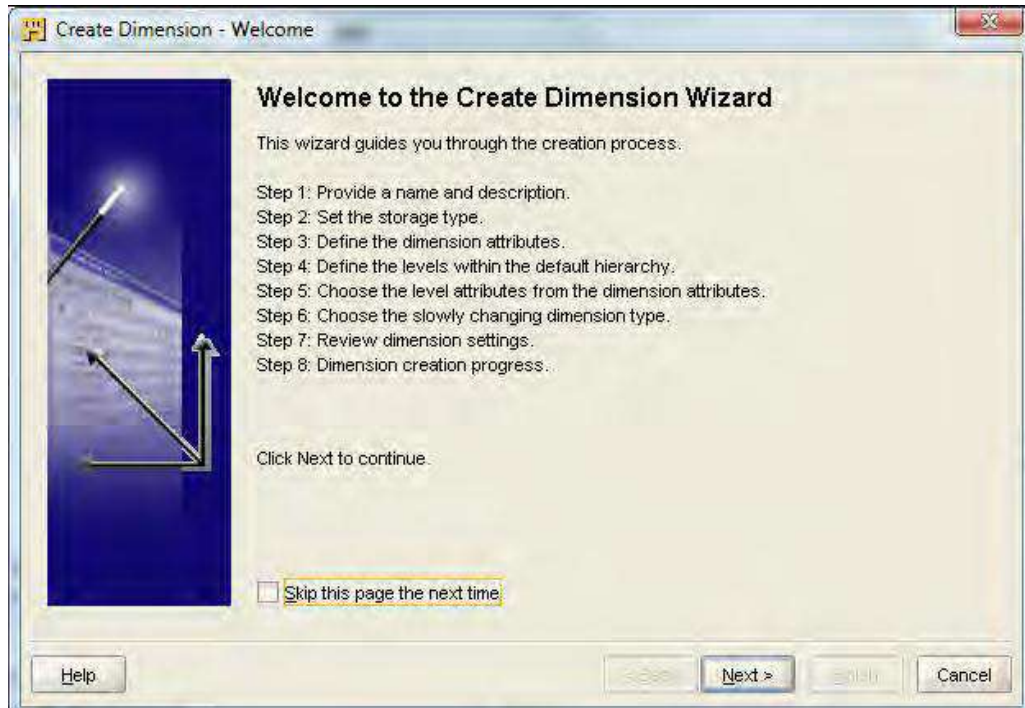 Create Dimension - Welcome
Welcome to the Create Dimension Wizard
This wizard guides you through the creation process.
Step 1: Provide a name and description.
Step 2: Set the storage type.
Step 3: Define the dimension attributes.
Step 4: Define the levels within the default hierarchy.
Step 5: Choose the level attributes from the dimension attributes.
Step 6: Choose the slowly changing dimension type.
Step 7: Review dimension settings.
Step 8: Dimension creation progress.
Click Next to continue.
Skip this page the next time
Help
Next >
Cancel